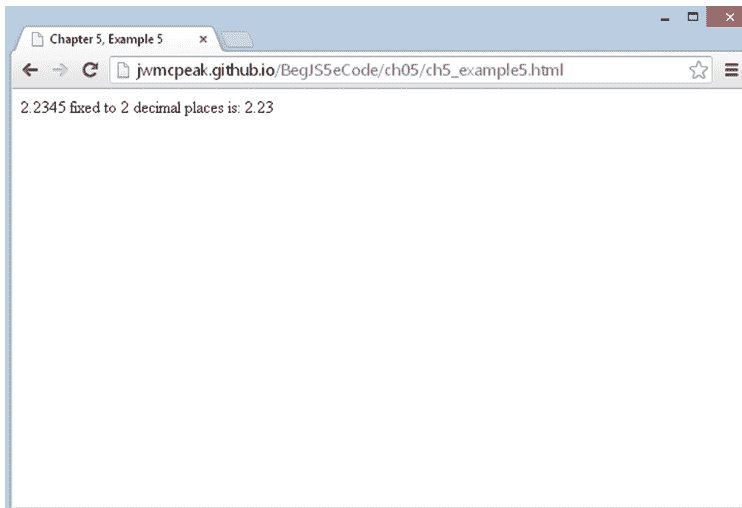 Chapter 5, Example 5
jwmcpeak.github.io/BegJS5eCode/ch05/ch5_example5.html
2.2345 fixed to 2 decimal places is: 2.23